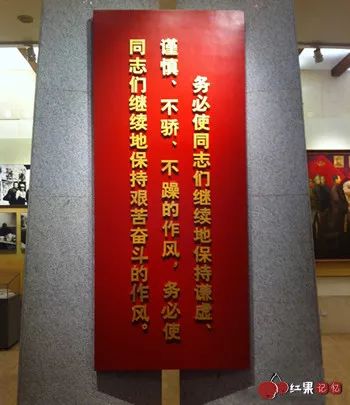 务必使同志们继续地保持谦虚、
谨慎、不骄、不躁的作风，务必使
同志们继续地保持艰苦奋斗的作风。
红果记忆